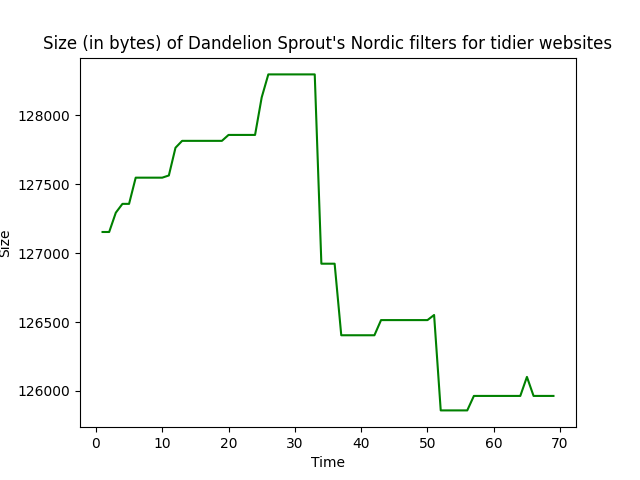 Size (in bytes) of Dandelion Sprout's Nordic filters for tidier websites
128000
127500
127000
126500
126000
Size
0 10 20 30 40 50 60 70
Time